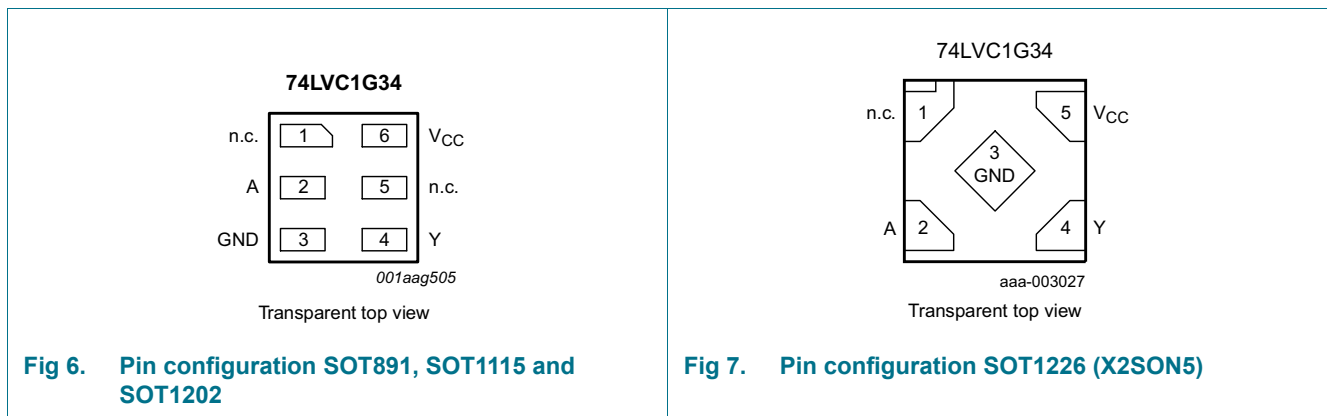 74LVC1G34
n.c. 1 6 VCC
A 2 5 n.c.
GND 3 4 Y
001aag505
Transparent top view
Fig 6. Pin configuration SOT891, SOT1115 and
SOT1202
74LVC1G34
n.c. 1 5 VCC
3
GND
A 2 4 Y
aaa-003027
Transparent top view
Fig 7. Pin configuration SOT1226 (X2SON5)